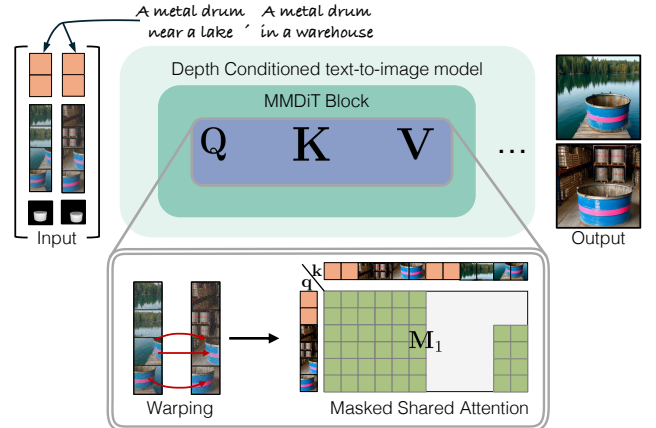 A metal drum near a lake , A metal drum in a warehouse
Depth Conditioned text-to-image model
MMDiT Block
Q K V
...
Input
Output
k
q
M1
Warping
Masked Shared Attention